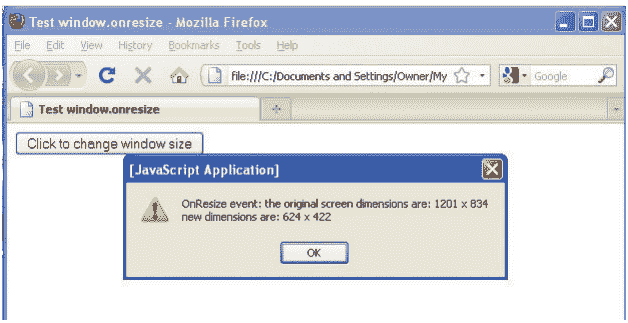 Test window.onresize - Mozilla Firefox
File Edit View History Bookmarks Tools Help
file:///C:/Documents and Settings/Owner/My
Google
Test window.onresize
Click to change window size
[JavaScript Application]
OnResize event: the original screen dimensions are: 1201 x 834
new dimensions are: 624 x 422
OK